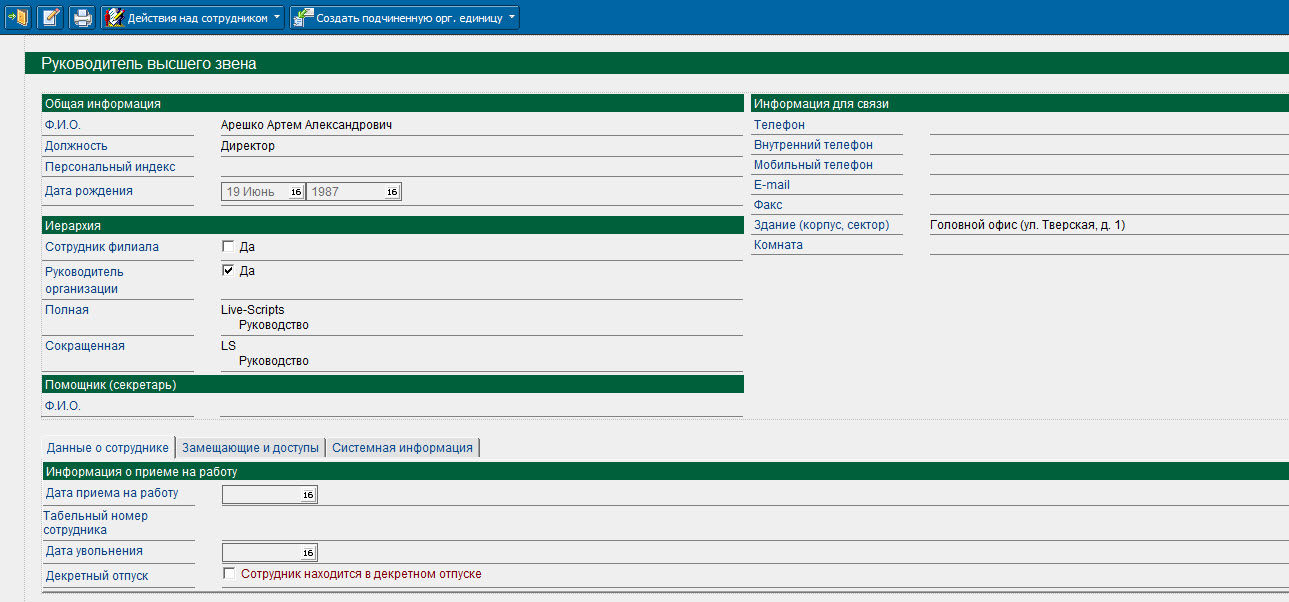 Действия над сотрудником
Создать подчиненную орг. единицу
Руководитель высшего звена
Общая информация
Ф.И.О. Арешко Артем Александрович
Должность Директор
Персональный индекс
Дата рождения 19 Июнь 16 1987 16
Иерархия
Сотрудник филиала Да
Руководитель Да
организации
Полная Live-Scripts
Руководство
Сокращенная LS
Руководство
Помощник (секретарь)
Ф.И.О.
Информация для связи
Телефон
Внутренний телефон
Мобильный телефон
E-mail
Факс
Здание (корпус, сектор) Головной офис (ул. Тверская, д. 1)
Комната
Данные о сотруднике Замещающие и доступы Системная информация
Информация о приеме на работу
Дата приема на работу 16
Табельный номер
сотрудника
Дата увольнения 16
Декретный отпуск Сотрудник находится в декретном отпуске